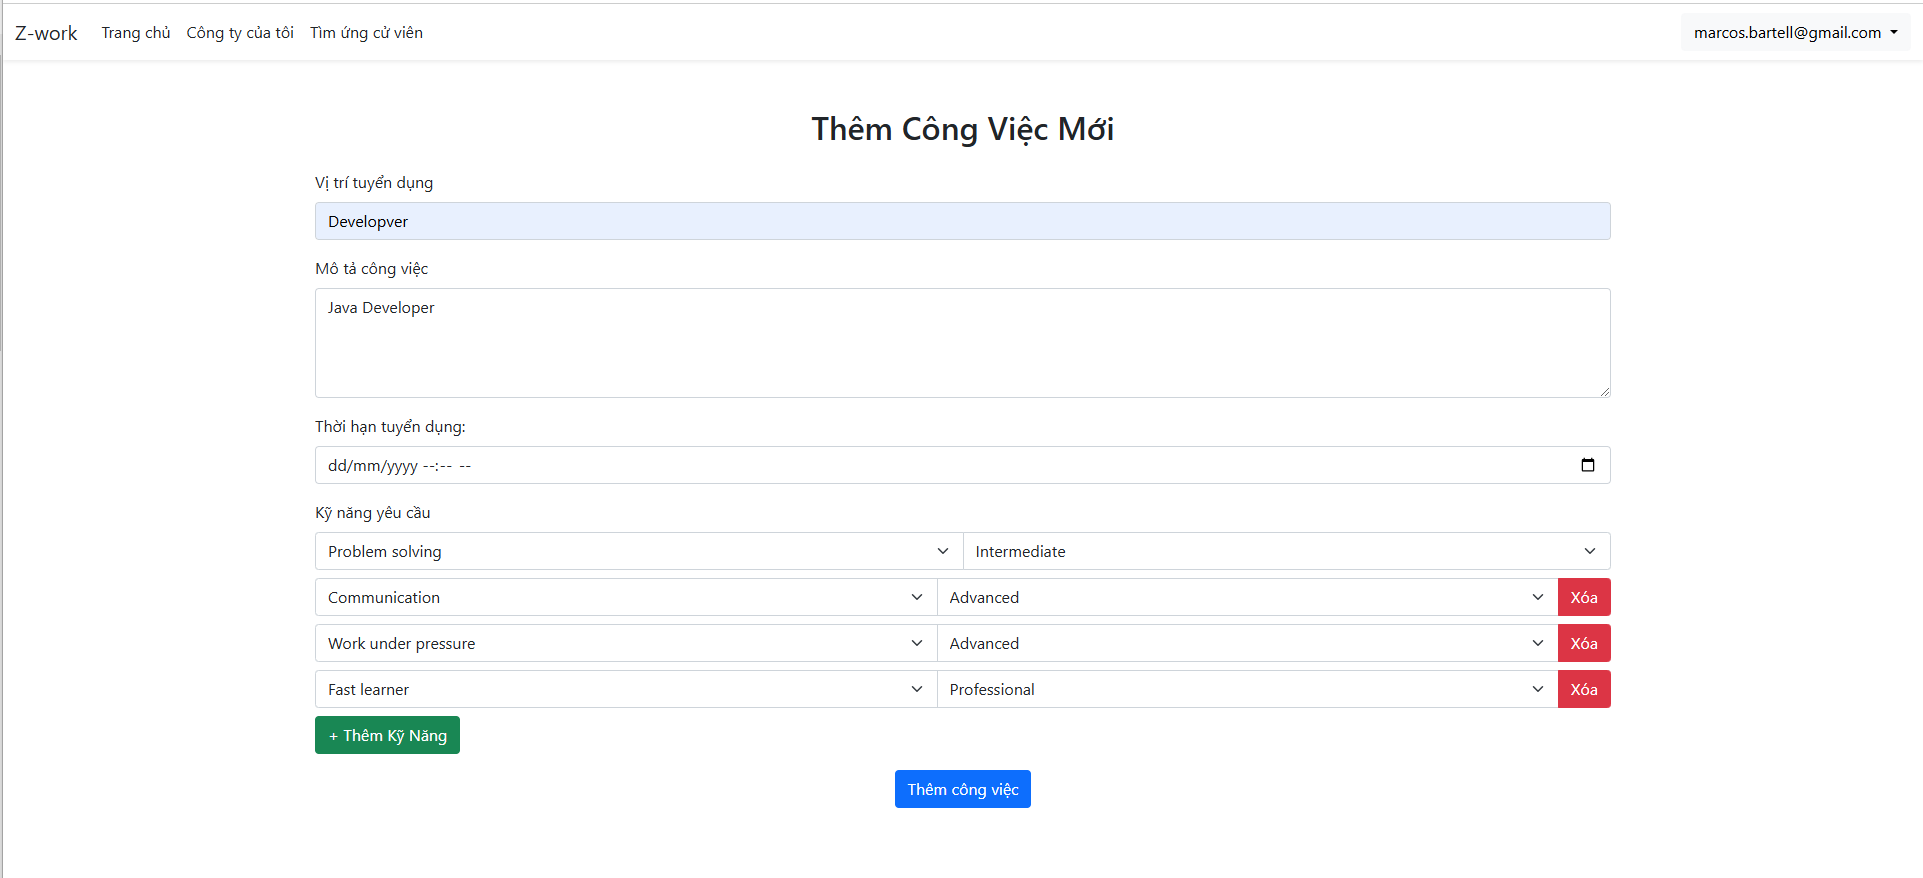 Z-work Trang chủ Công ty của tôi Tìm ứng cử viên marcos.bartell@gmail.com
Thêm Công Việc Mới
Vị trí tuyển dụng
Developver
Mô tả công việc
Java Developer
Thời hạn tuyển dụng:
dd/mm/yyyy --:-- --
Kỹ năng yêu cầu
Problem solving Intermediate
Communication Advanced Xóa
Work under pressure Advanced Xóa
Fast learner Professional Xóa
+ Thêm Kỹ Năng
Thêm công việc